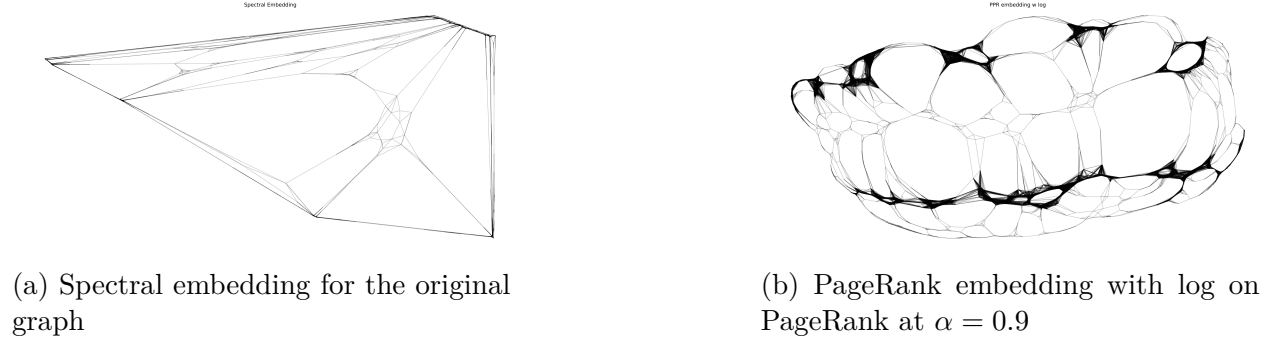 Spectral Embedding
PPR embedding w log
(a) Spectral embedding for the original
graph
(b) PageRank embedding with log on
PageRank at α = 0.9